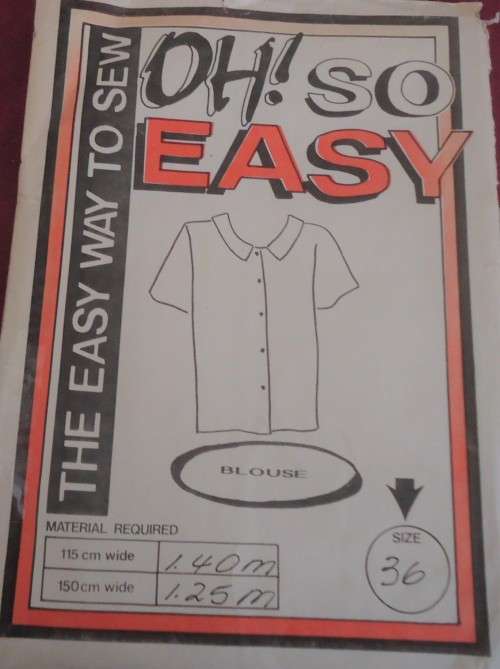 THE EASY WAY TO SEW
OH! SO
EASY
BLOUSE
MATERIAL REQUIRED
115 cm wide 1.40m
150 cm wide 1.25m
SIZE
36